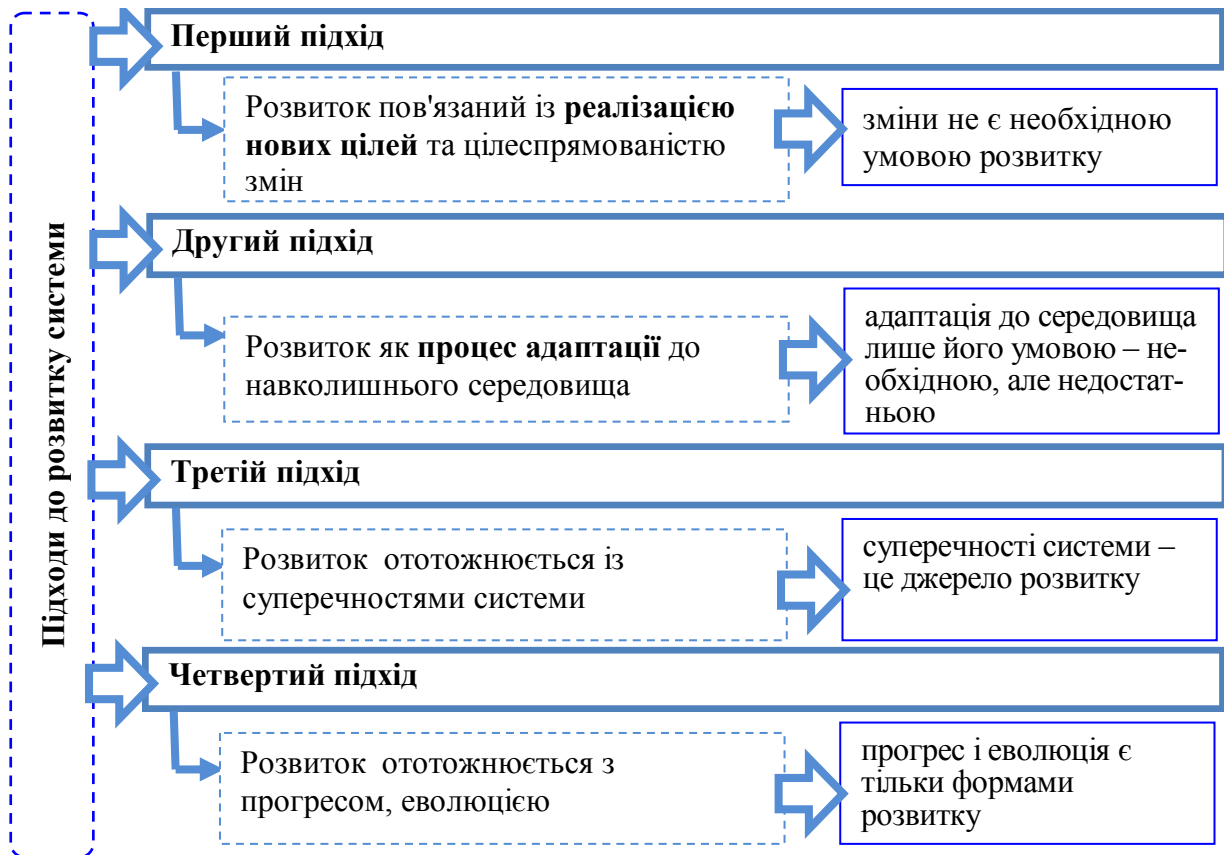 Підходи до розвитку системи
Перший підхід
Розвиток пов'язаний із реалізацією
нових цілей та цілеспрямованістю
змін
зміни не є необхідною
умовою розвитку
Другий підхід
Розвиток як процес адаптації до
навколишнього середовища
адаптація до середовища
лише його умовою – не-
обхідною, але недостат-
ньою
Третій підхід
Розвиток ототожнюється із
суперечностями системи
суперечності системи –
це джерело розвитку
Четвертий підхід
Розвиток ототожнюється з
прогресом, еволюцією
прогрес і еволюція є
тільки формами
розвитку